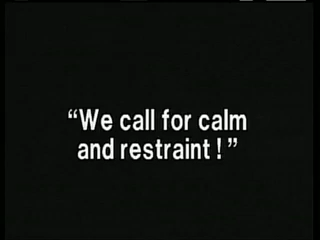 “We call for calm
and restraint ! ”